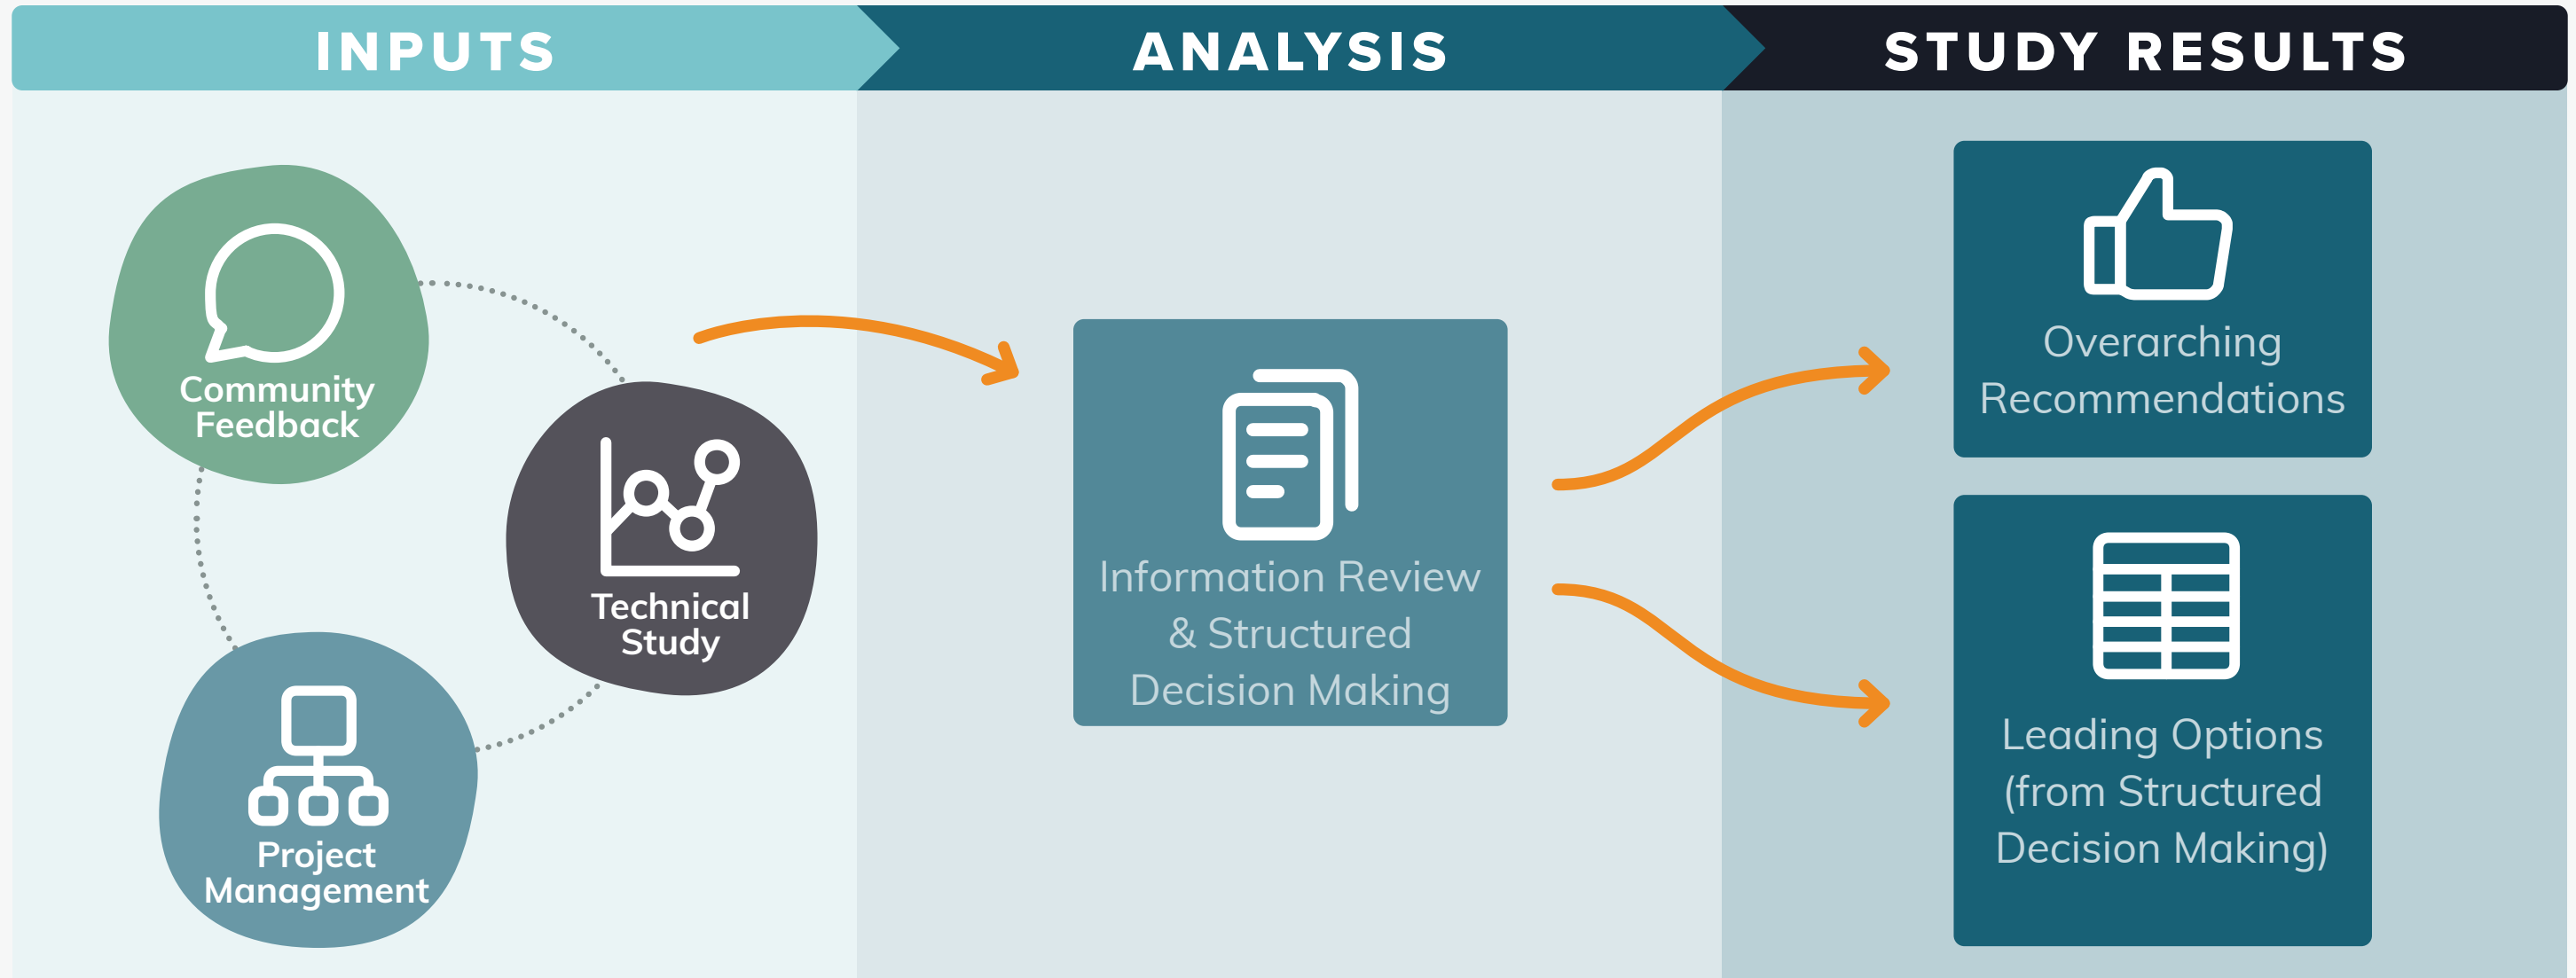 INPUTS
ANALYSIS
STUDY RESULTS
Community
Feedback
Technical
Study
Project
Management
Information Review
& Structured
Decision Making
Overarching
Recommendations
Leading Options
(from Structured
Decision Making)